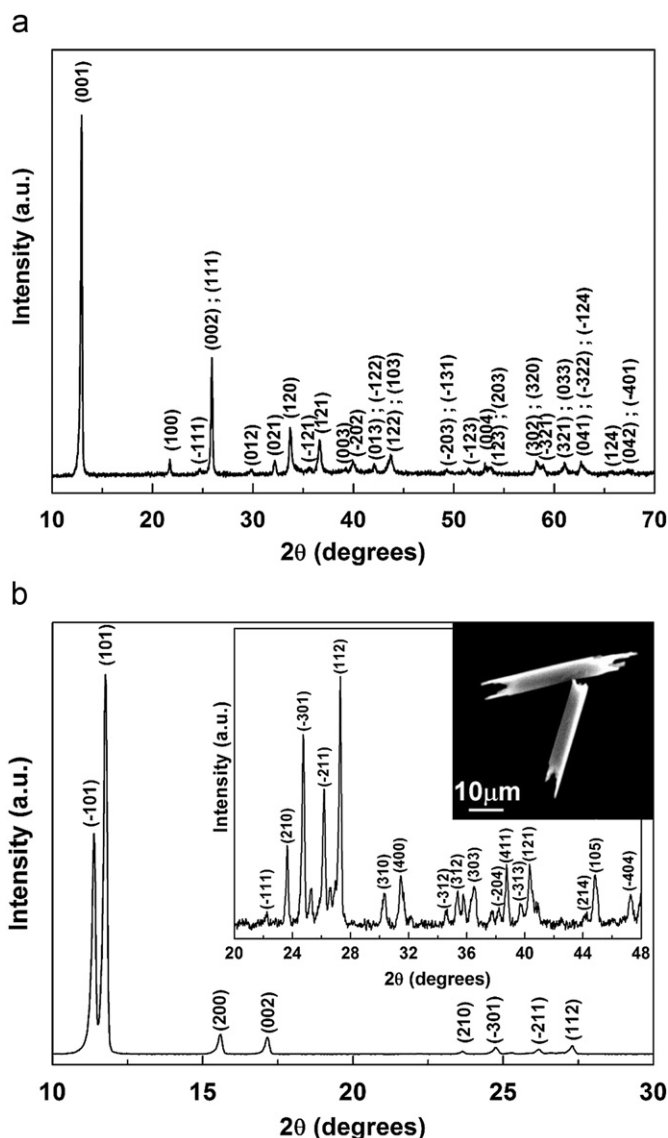 a
(001)
(100)
(-111)
(002) ; (111)
(012)
(021)
(120)
(-121)
(121)
(003)
(-202)
(013) ; (-122)
(122) ; (103)
(-203) ; (-131)
(-123)
(004)
(123) ; (203)
(302) ; (320)
(-321)
(321) ; (033)
(041) ; (-322) ; (-124)
(124)
(042) ; (-401)
Intensity (a.u.)
10 20 30 40 50 60 70
2θ (degrees)
b
(-101)
(101)
(200)
(002)
(210)
(-301)
(-211)
(112)
Intensity (a.u.)
10 15 20 25 30
2θ (degrees)
(-111)
(210)
(-301)
(-211)
(112)
(310)
(400)
(-312)
(312)
(303)
(-204)
(411)
(-313)
(121)
(214)
(105)
(-404)
Intensity (a.u.)
20 24 28 32 36 40 44 48
2θ (degrees)
10μm